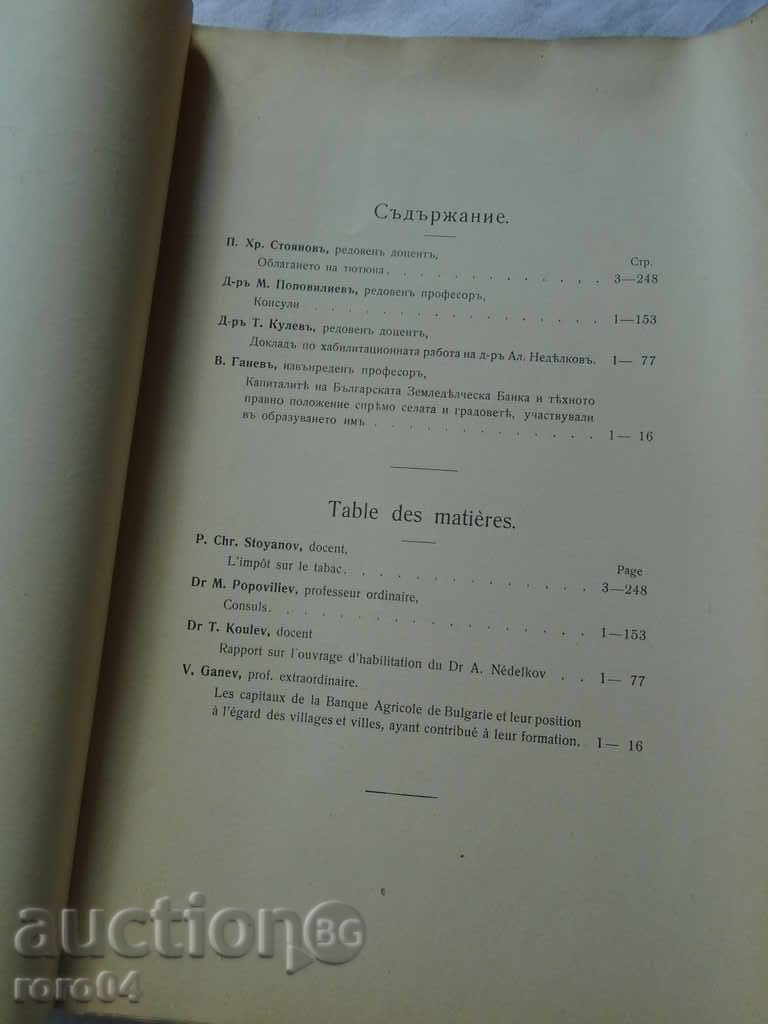 Съдържание.
П. Хр. Стояновъ, редовенъ доцентъ, Стр.
Облагането на тютюна . . . . . . . . . . . 3—248
Д-ръ М. Поповилиевъ, редовенъ професоръ,
Консули . . . . . . . . . . . . . . . 1—153
Д-ръ Т. Кулевъ, редовенъ доцентъ,
Докладъ по хабилитационната работа на д-ръ Ал. Недѣлковъ. 1— 77
В. Ганевъ, извънреденъ професоръ,
Капиталитѣ на Българската Земледѣлческа Банка и тѣхното
правно положение спрѣмо селата и градоветѣ, участвували
въ образуването имъ . . . . . . . . . . . 1— 16
Table des matières.
P. Chr. Stoyanov, docent, Page
L'impôt sur le tabac. . . . . . . . . . . . 3—248
Dr M. Popoviliev, professeur ordinaire,
Consuls. . . . . . . . . . . . . . . . 1—153
Dr T. Koulev, docent
Rapport sur l'ouvrage d'habilitation du Dr A. Nédelkov . . 1— 77
V. Ganev, prof. extraordinaire.
Les capitaux de la Banque Agricole de Bulgarie et leur position
à l'égard des villages et villes, ayant contribué à leur formation. 1— 16
auction BG
roro04